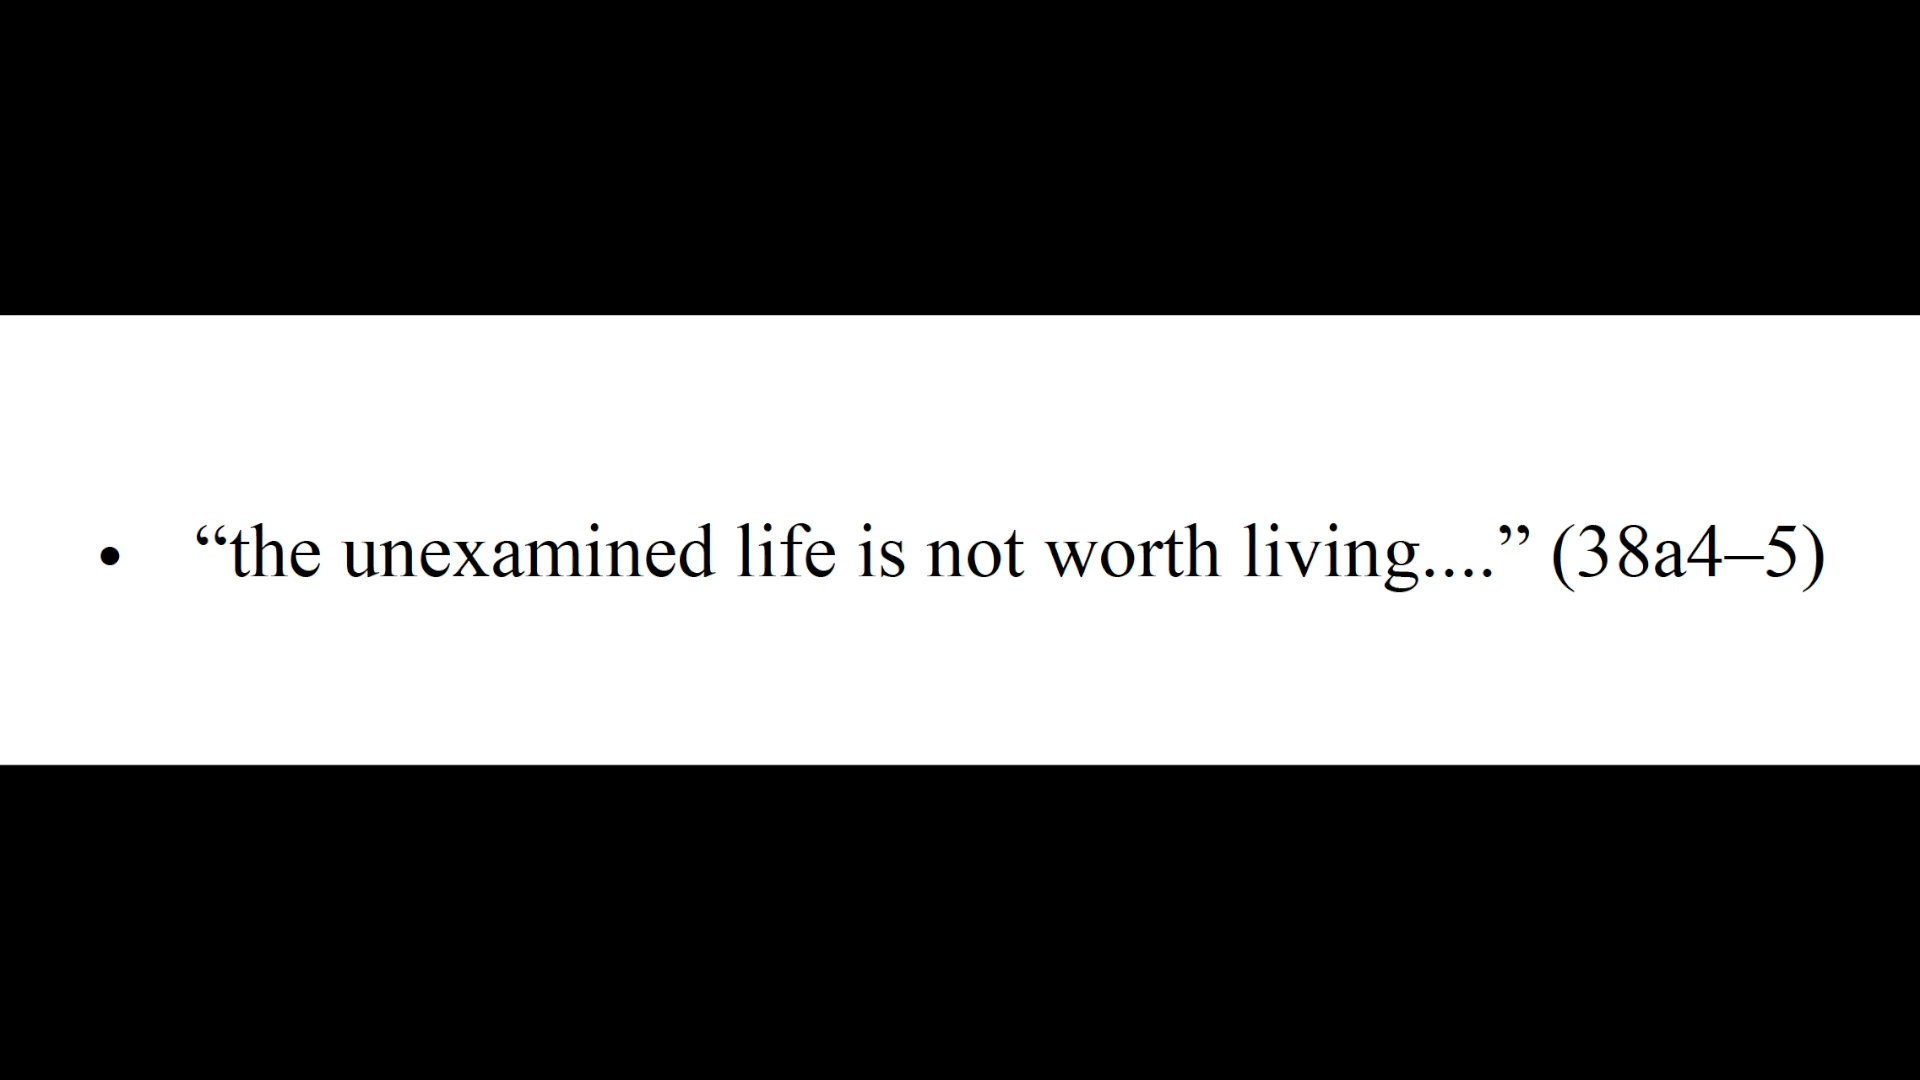 • “the unexamined life is not worth living....” (38a4–5)